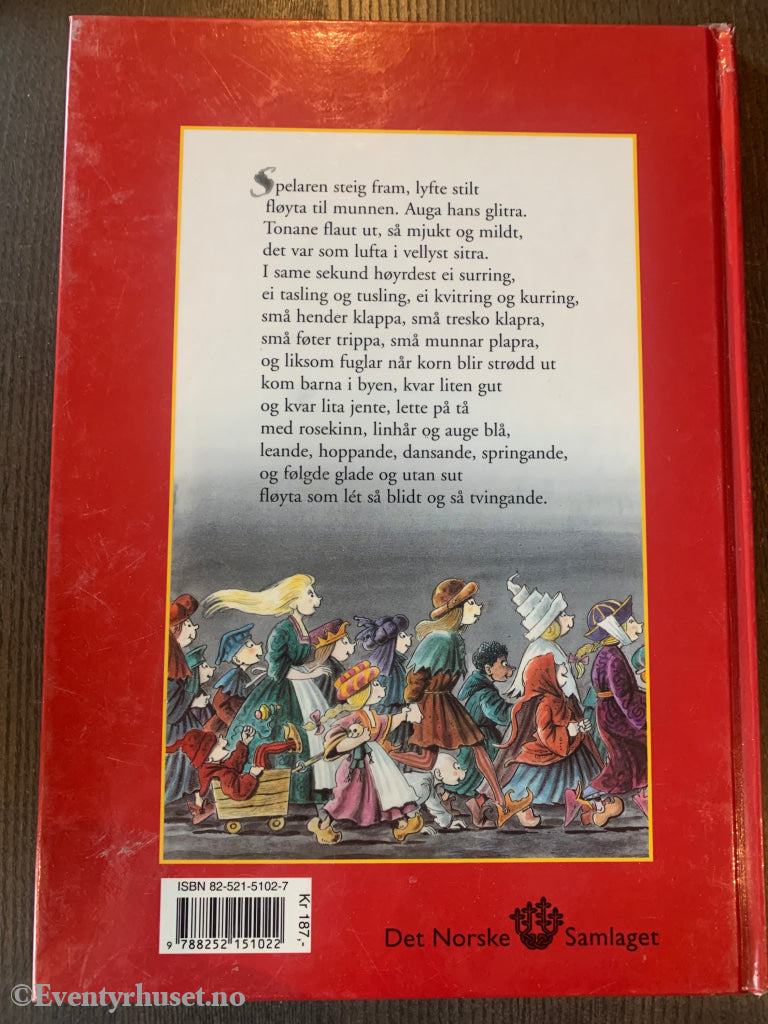 Spelaren steig fram, lyfte stilt
fløyta til munnen. Auga hans glitra.
Tonane flaut ut, så mjukt og mildt,
det var som lufta i vellyst sitra.
I same sekund høyrdest ei surring,
ei tasling og tusling, ei kvitring og kurring,
små hender klappa, små tresko klapra,
små føter trippa, små munnar plapra,
og liksom fuglar når korn blir strødd ut
kom barna i byen, kvar liten gut
og kvar lita jente, lette på tå
med rosekinn, linhår og auge blå,
leande, hoppande, dansande, springande,
og følgde glade og utan sut
fløyta som lét så blidt og så tvingande.
ISBN 82-521-5102-7
9 788252 151022
Kr 187,-
Det Norske Samlaget
©Eventyrhuset.no